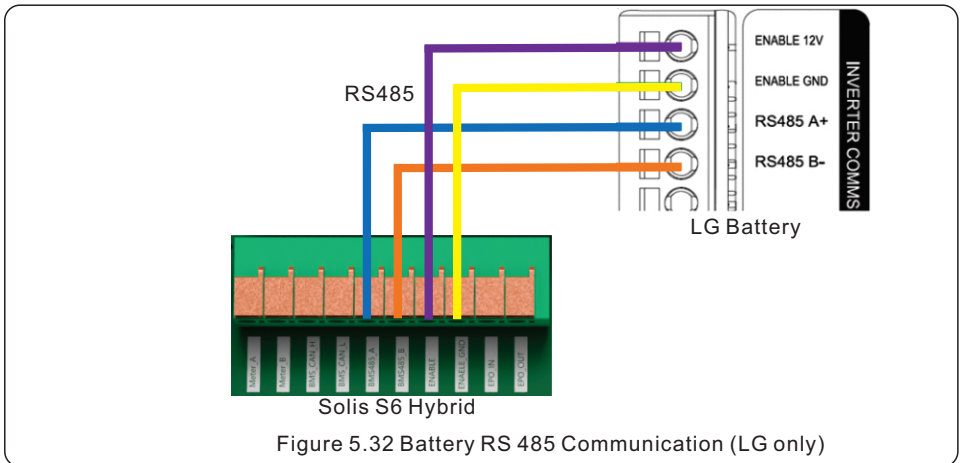 ENABLE 12V
ENABLE GND
RS485 A+
RS485 B-
INVERTER COMMS
RS485
LG Battery
Meter_A
Meter_B
BMS_CAN_H
BMS_CAN_L
BMS485_A
BMS485_B
ENABLE
ENAELE_GND
EPO_IN
EPO_OUT
Solis S6 Hybrid
Figure 5.32 Battery RS 485 Communication (LG only)